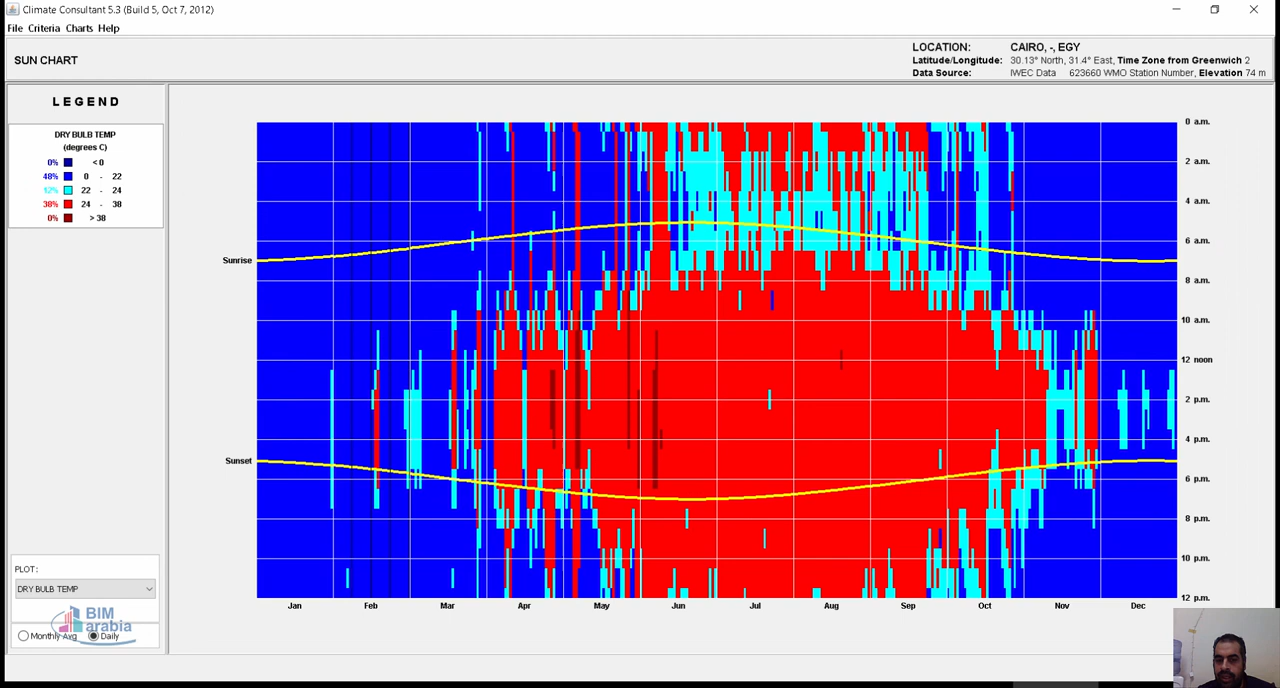 Climate Consultant 5.3 (Build 5, Oct 7, 2012)
File Criteria Charts Help
SUN CHART
LOCATION: CAIRO, -, EGY
Latitude/Longitude: 30.13° North, 31.4° East, Time Zone from Greenwich 2
Data Source: IWEC Data 623660 WMO Station Number, Elevation 74 m
LEGEND
DRY BULB TEMP
(degrees C)
0% < 0
48% 0 - 22
12% 22 - 24
38% 24 - 38
0% > 38
0 a.m.
2 a.m.
4 a.m.
6 a.m.
Sunrise
8 a.m.
10 a.m.
12 noon
2 p.m.
4 p.m.
Sunset
6 p.m.
8 p.m.
10 p.m.
12 p.m.
Jan Feb Mar Apr May Jun Jul Aug Sep Oct Nov Dec
PLOT:
DRY BULB TEMP
BIM
arabia
Monthly Avg Daily